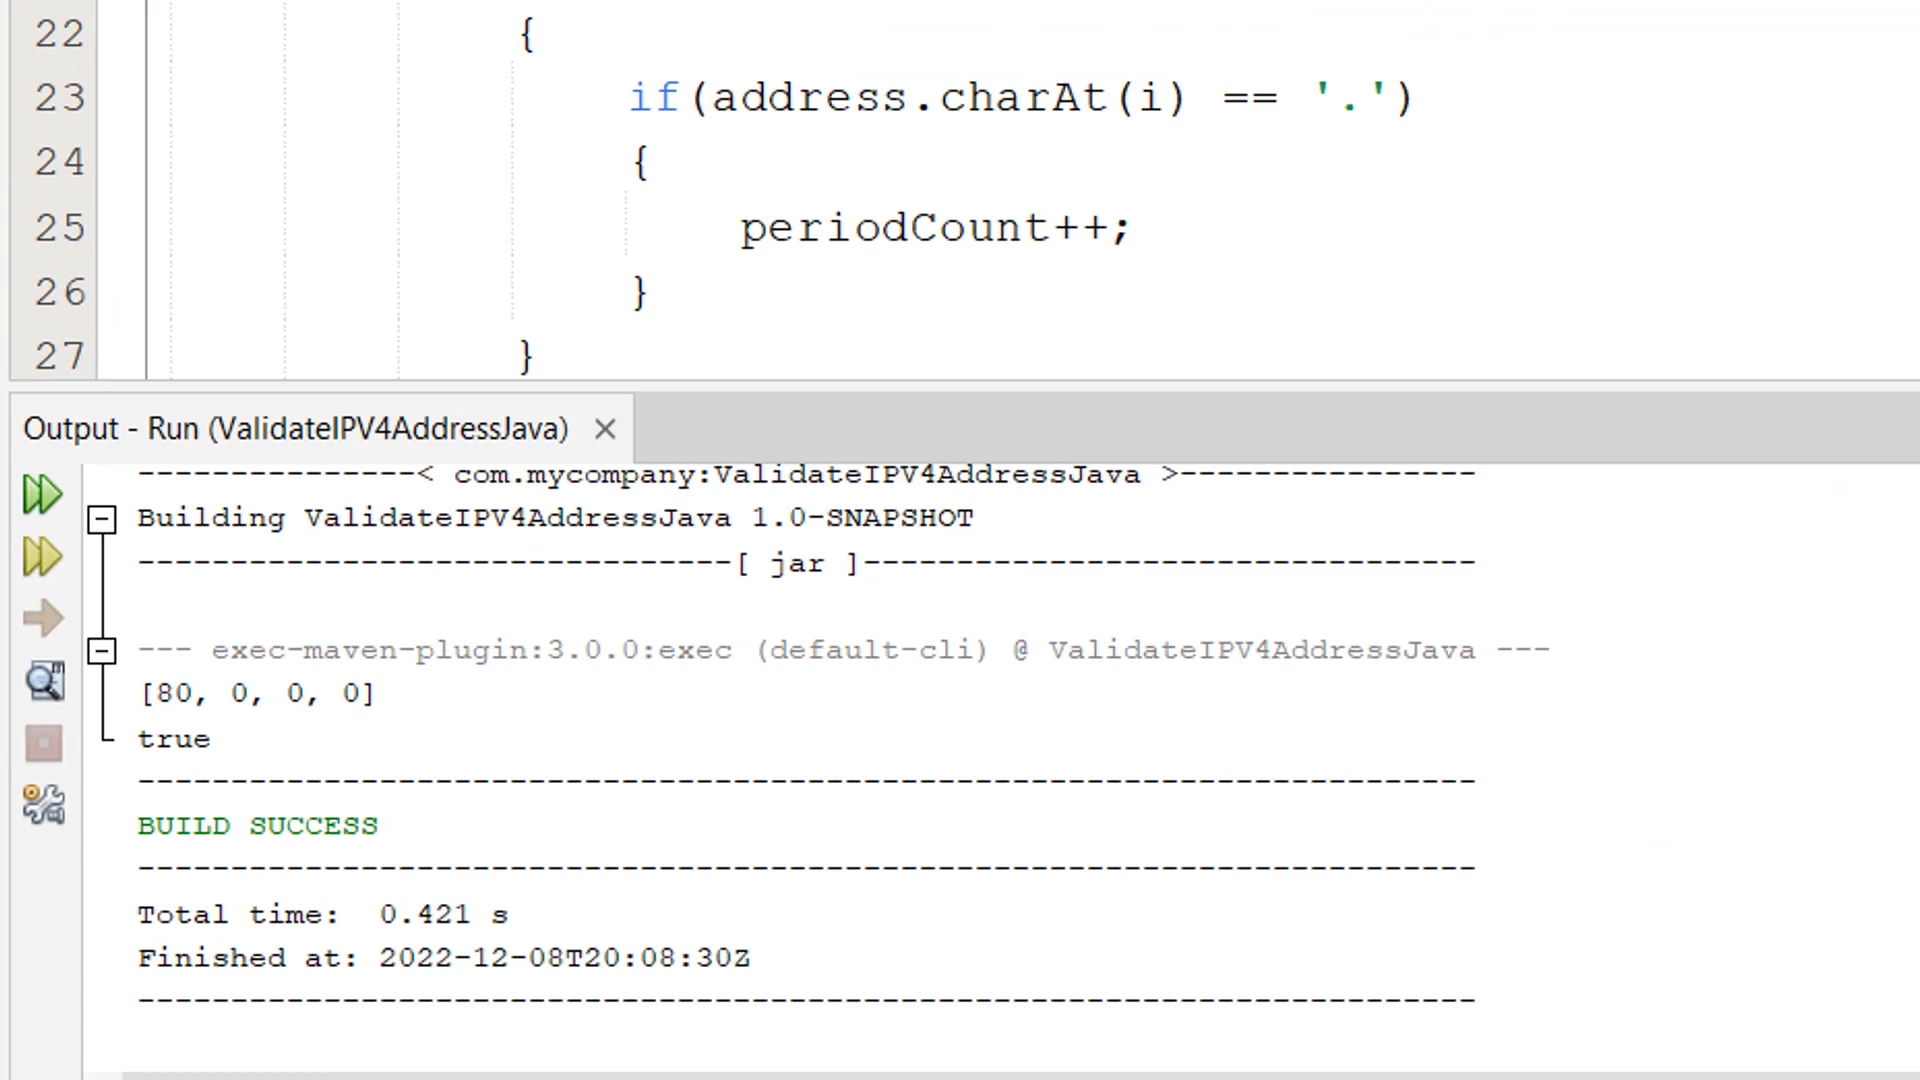 22 {
23 if(address.charAt(i) == '.')
24 {
25 periodCount++;
26 }
27 }
Output - Run (ValidateIPV4AddressJava) ×
---------------< com.mycompany:ValidateIPV4AddressJava >----------------
Building ValidateIPV4AddressJava 1.0-SNAPSHOT
--------------------------------[ jar ]---------------------------------
--- exec-maven-plugin:3.0.0:exec (default-cli) @ ValidateIPV4AddressJava ---
[80, 0, 0, 0]
true
------------------------------------------------------------------------
BUILD SUCCESS
------------------------------------------------------------------------
Total time:  0.421 s
Finished at: 2022-12-08T20:08:30Z
------------------------------------------------------------------------